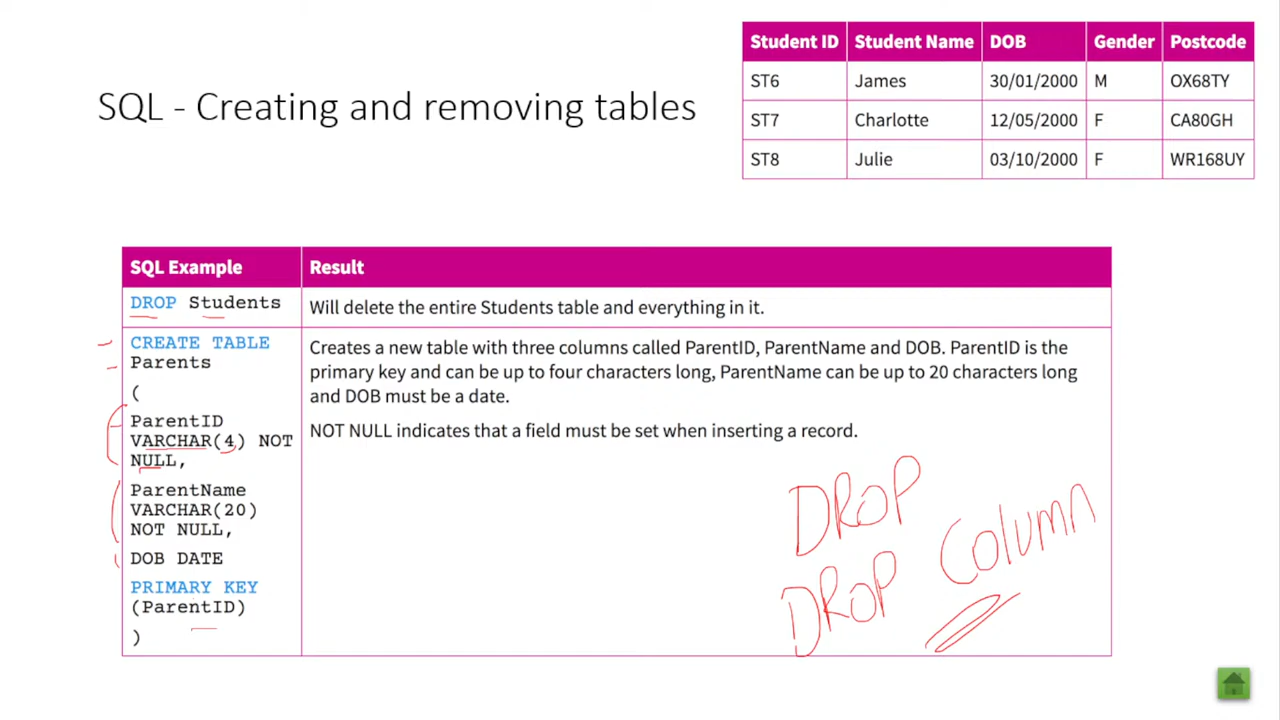 SQL - Creating and removing tables
Student ID Student Name DOB Gender Postcode
ST6 James 30/01/2000 M OX68TY
ST7 Charlotte 12/05/2000 F CA80GH
ST8 Julie 03/10/2000 F WR168UY
SQL Example Result
DROP Students Will delete the entire Students table and everything in it.
CREATE TABLE
Parents
(
ParentID
VARCHAR(4) NOT
NULL,
ParentName
VARCHAR(20)
NOT NULL,
DOB DATE
PRIMARY KEY
(ParentID)
)
Creates a new table with three columns called ParentID, ParentName and DOB. ParentID is the
primary key and can be up to four characters long, ParentName can be up to 20 characters long
and DOB must be a date.
NOT NULL indicates that a field must be set when inserting a record.
DROP
DROP Column